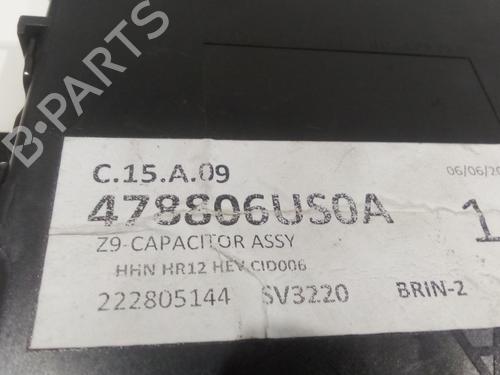 C.15.A.09
06/06/20
478806US0A
1
Z9-CAPACITOR ASSY
HHN HR12 HEV CID006
222805144 SV3220 BRIN-2
B-PARTS